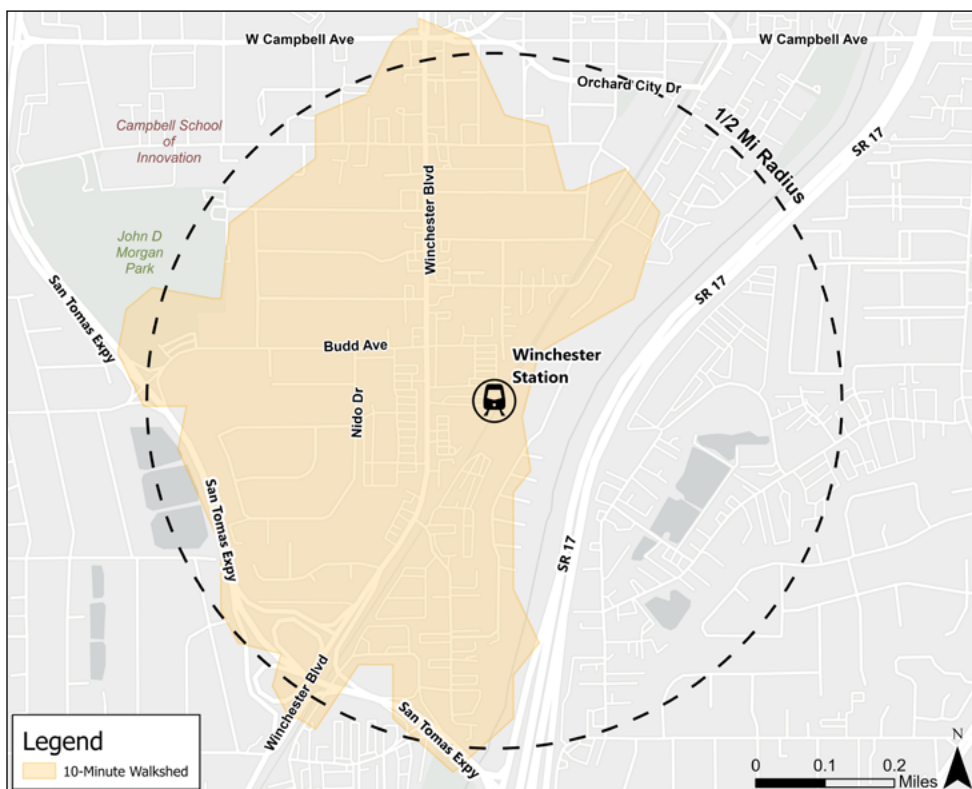 W Campbell Ave
W Campbell Ave
Orchard City Dr
1/2 Mi Radius
SR 17
Campbell School
of
Innovation
Winchester Blvd
John D
Morgan
Park
San Tomas Expy
SR 17
Budd Ave
Winchester
Station
Nido Dr
San Tomas Expy
SR 17
Winchester Blvd
San Tomas Expy
Legend
10-Minute Walkshed
N
0 0.1 0.2
Miles